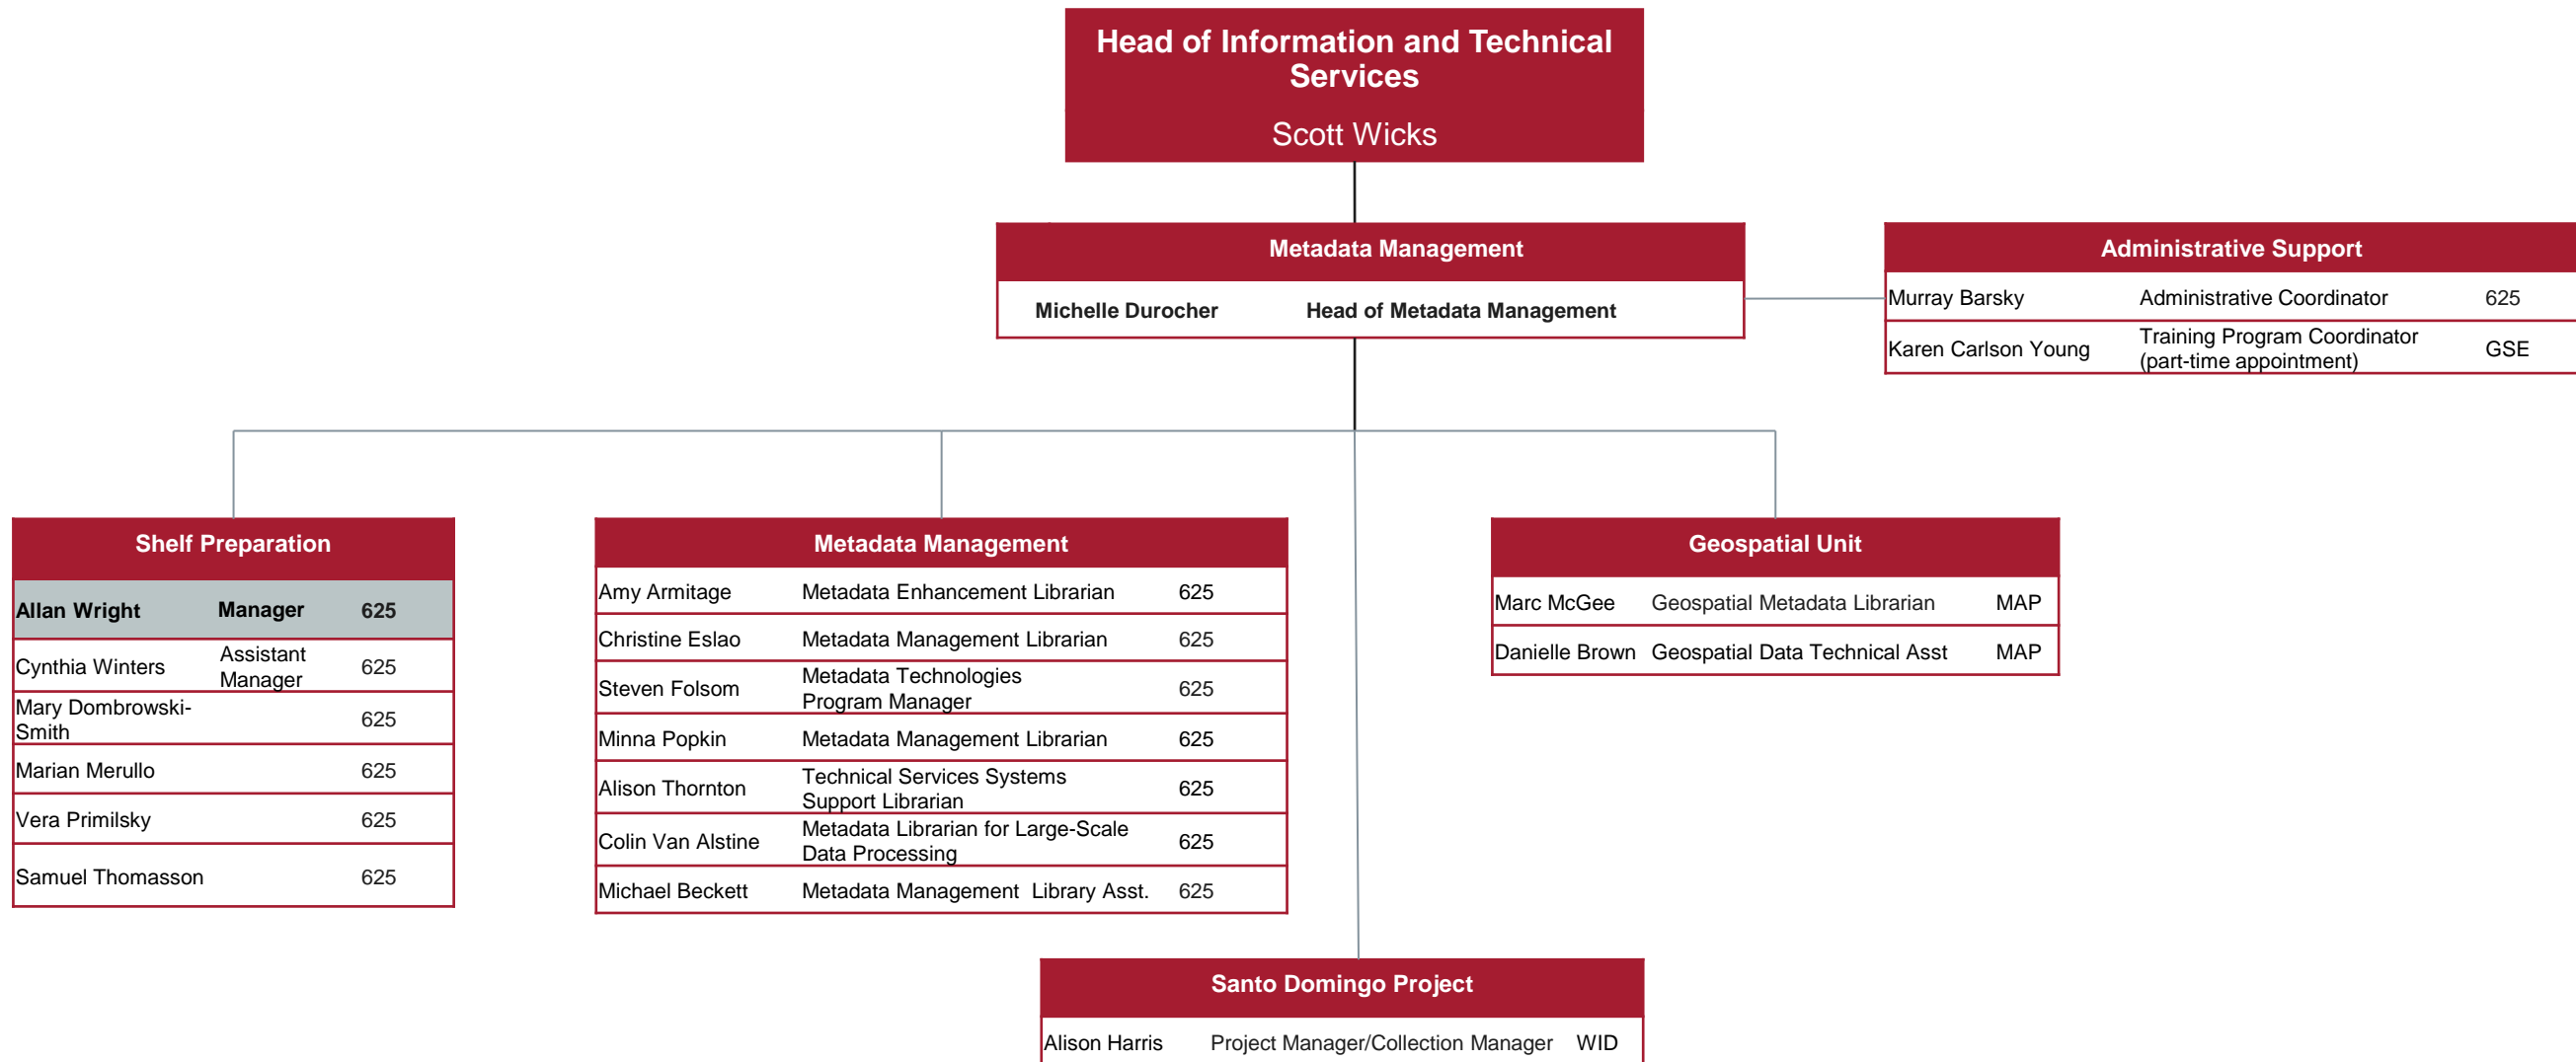 Head of Information and Technical
Services
Scott Wicks
Metadata Management
Michelle Durocher Head of Metadata Management
Administrative Support
Murray Barsky Administrative Coordinator 625
Karen Carlson Young Training Program Coordinator
(part-time appointment) GSE
Shelf Preparation
Allan Wright Manager 625
Cynthia Winters Assistant
Manager 625
Mary Dombrowski-
Smith 625
Marian Merullo 625
Vera Primilsky 625
Samuel Thomasson 625
Metadata Management
Amy Armitage Metadata Enhancement Librarian 625
Christine Eslao Metadata Management Librarian 625
Steven Folsom Metadata Technologies
Program Manager 625
Minna Popkin Metadata Management Librarian 625
Alison Thornton Technical Services Systems
Support Librarian 625
Colin Van Alstine Metadata Librarian for Large-Scale
Data Processing 625
Michael Beckett Metadata Management Library Asst. 625
Geospatial Unit
Marc McGee Geospatial Metadata Librarian MAP
Danielle Brown Geospatial Data Technical Asst MAP
Santo Domingo Project
Alison Harris Project Manager/Collection Manager WID